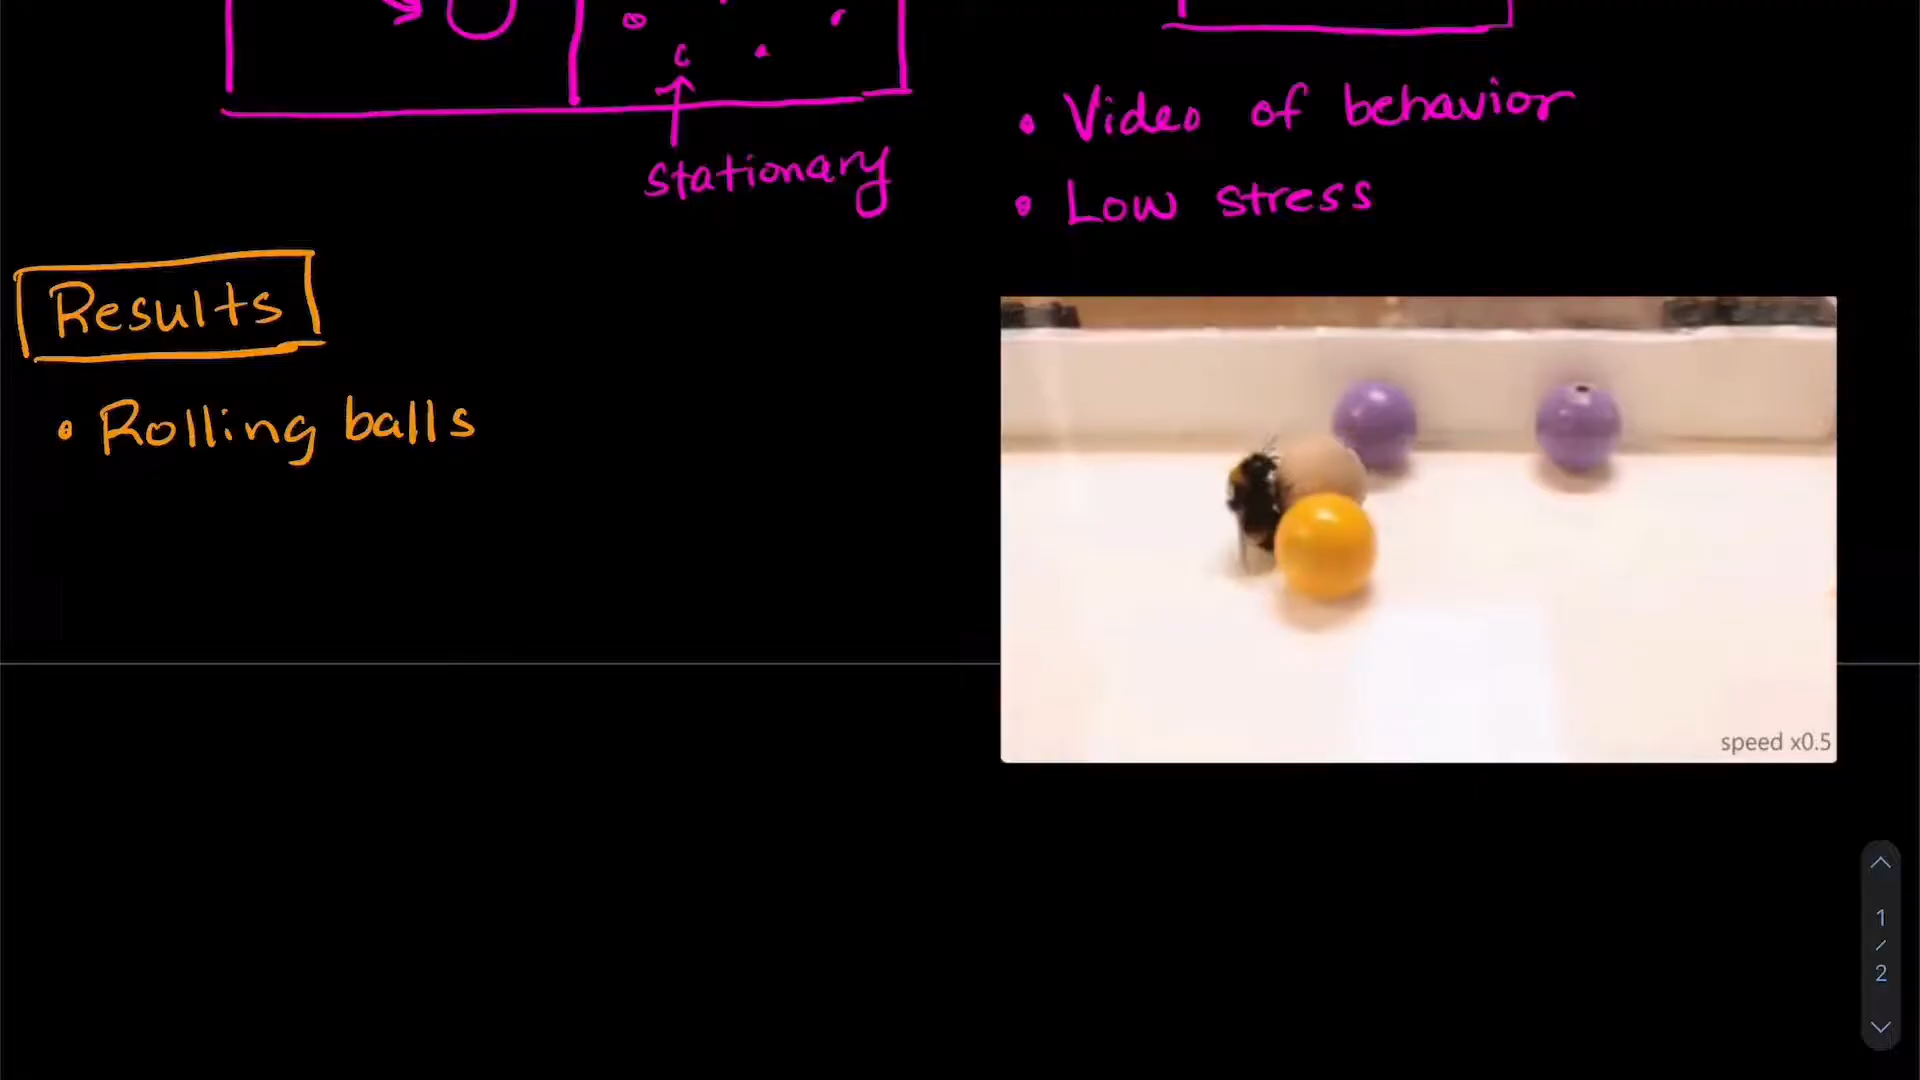 stationary
• Video of behavior
• Low stress
Results
• Rolling balls
speed x0.5
1
/
2